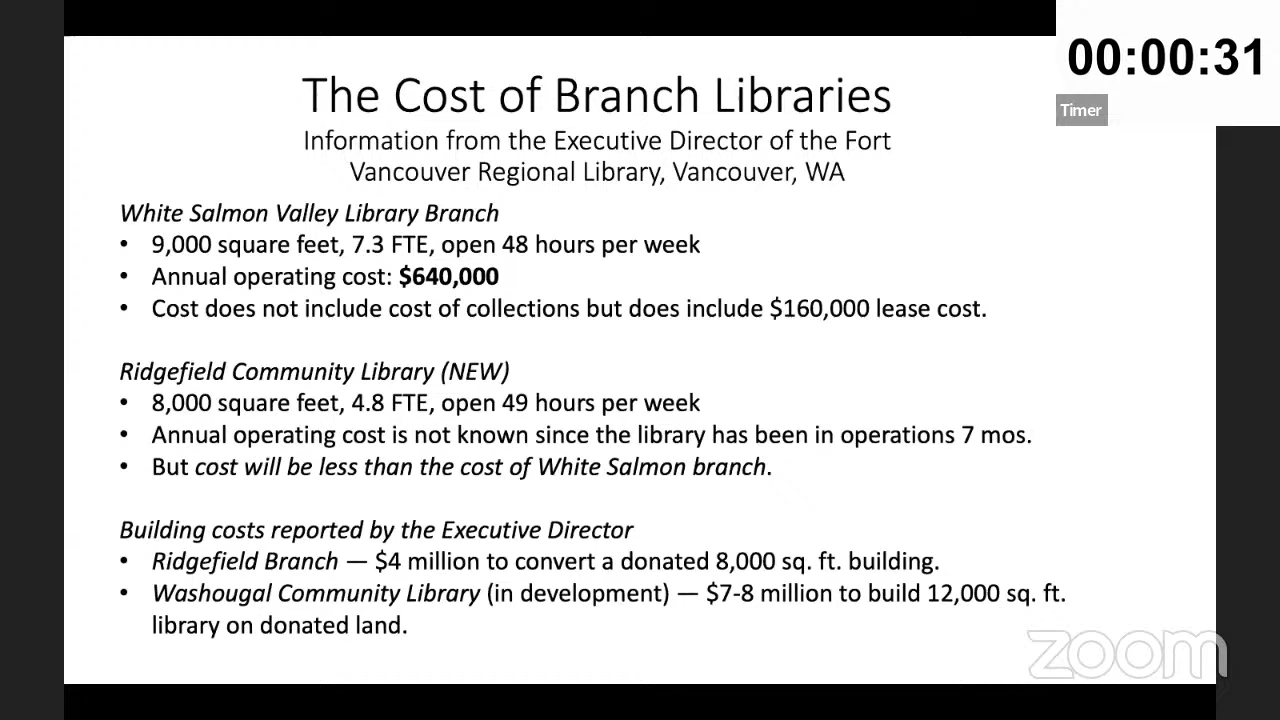 00:00:31
Timer
The Cost of Branch Libraries
Information from the Executive Director of the Fort
Vancouver Regional Library, Vancouver, WA
White Salmon Valley Library Branch
• 9,000 square feet, 7.3 FTE, open 48 hours per week
• Annual operating cost: $640,000
• Cost does not include cost of collections but does include $160,000 lease cost.
Ridgefield Community Library (NEW)
• 8,000 square feet, 4.8 FTE, open 49 hours per week
• Annual operating cost is not known since the library has been in operations 7 mos.
• But cost will be less than the cost of White Salmon branch.
Building costs reported by the Executive Director
• Ridgefield Branch — $4 million to convert a donated 8,000 sq. ft. building.
• Washougal Community Library (in development) — $7-8 million to build 12,000 sq. ft.
library on donated land.
zoom